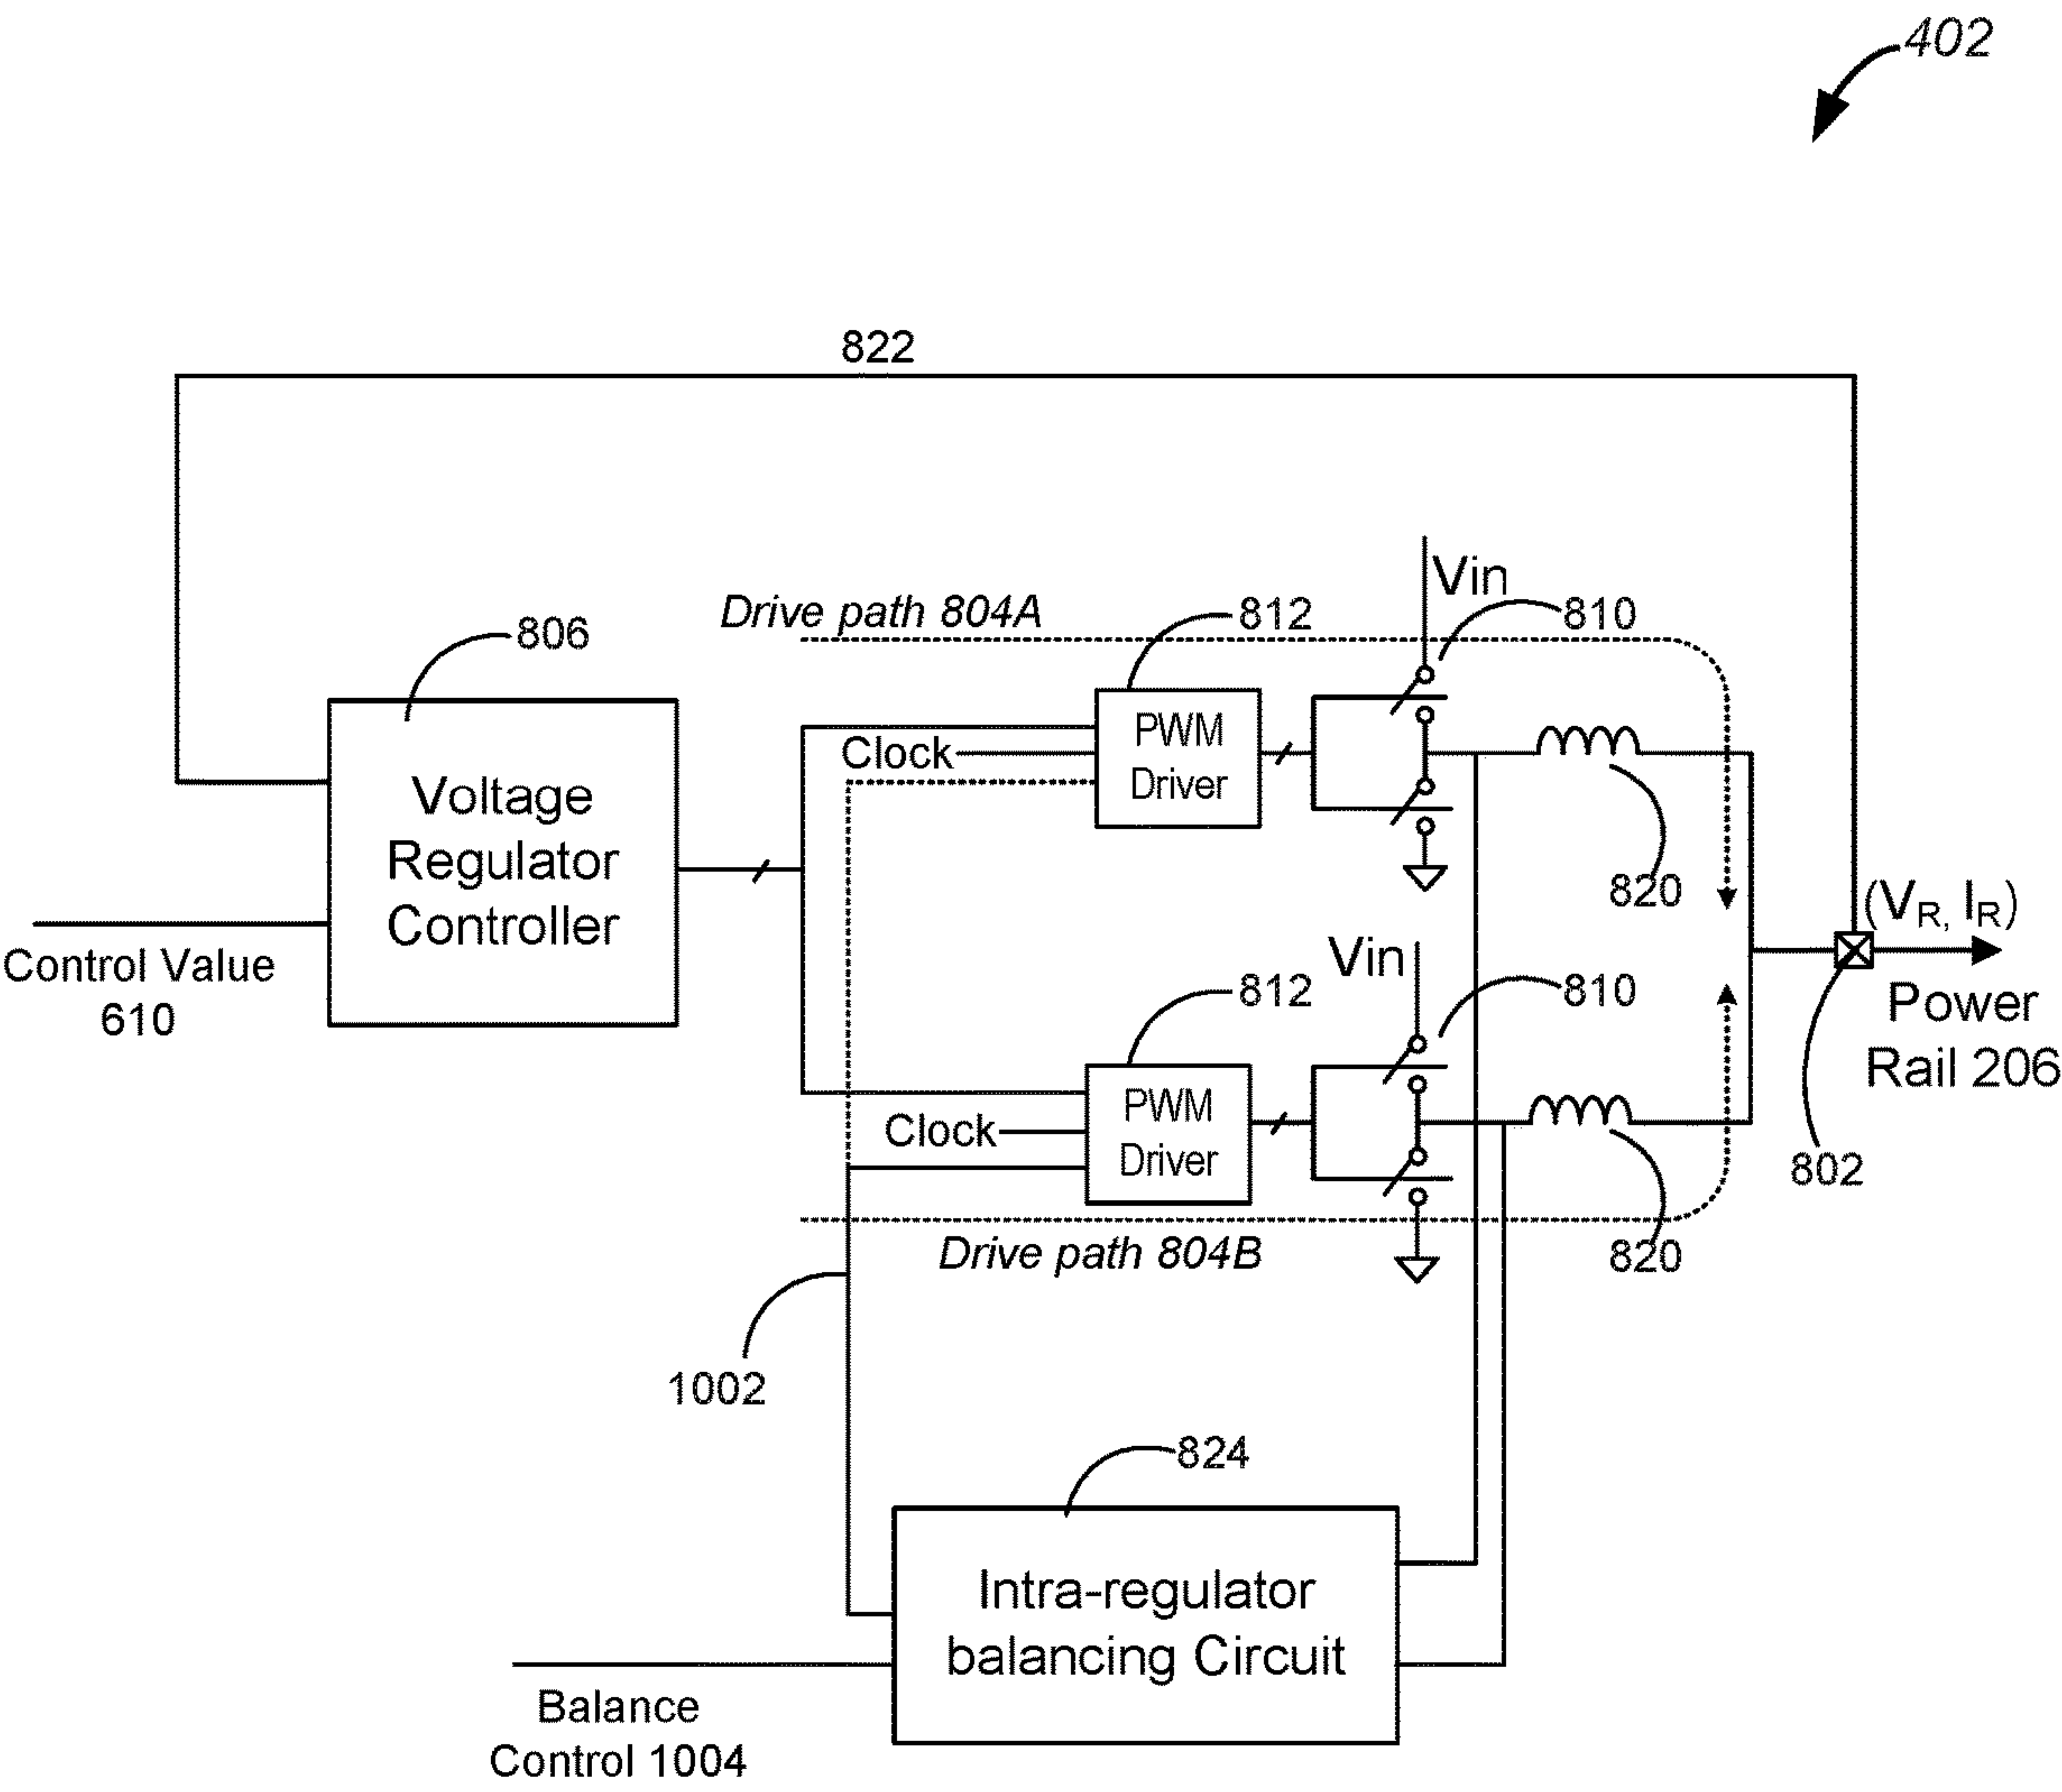 402
822
Vin
Drive path 804A
812
810
806
PWM
Driver
Clock
Voltage
Regulator
Controller
820
(VR, IR)
Control Value
610
Vin
812
810
Power
Rail 206
PWM
Driver
Clock
802
Drive path 804B
820
1002
824
Intra-regulator
balancing Circuit
Balance
Control 1004